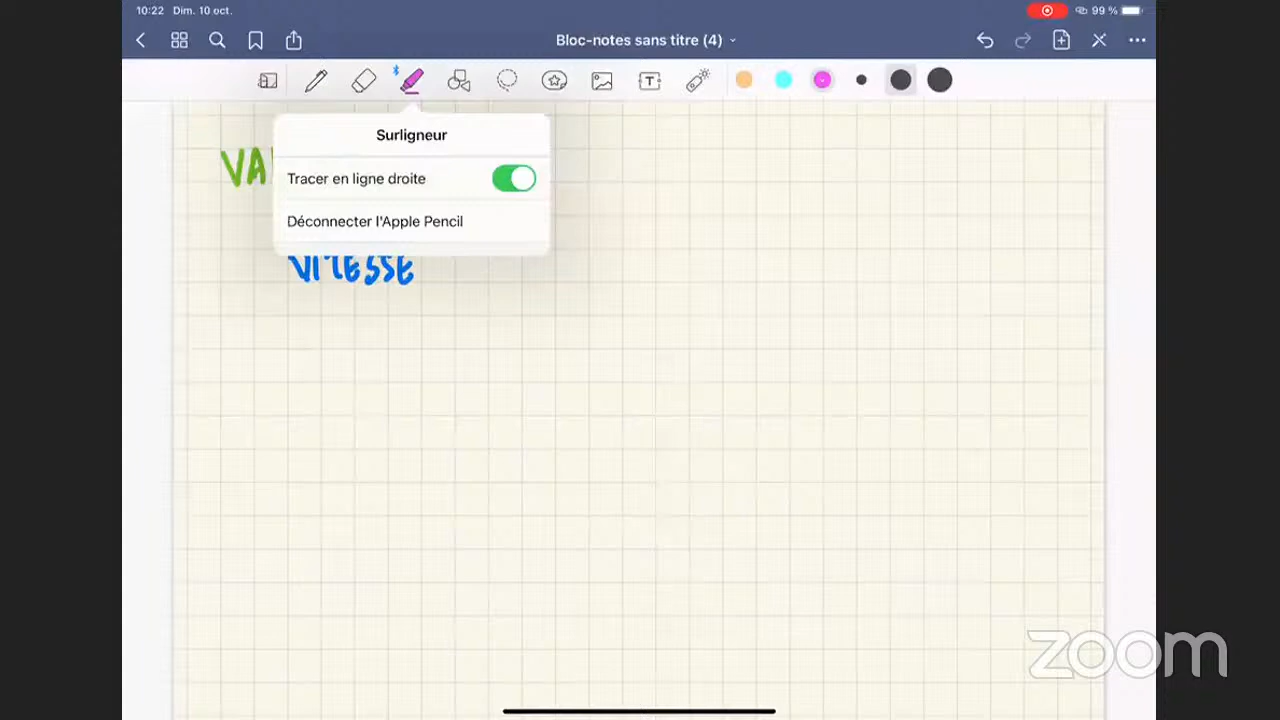 10:22 Dim. 10 oct. 99 %
Bloc-notes sans titre (4)
T
Surligneur
Tracer en ligne droite
Déconnecter l'Apple Pencil
VITESSE
zoom